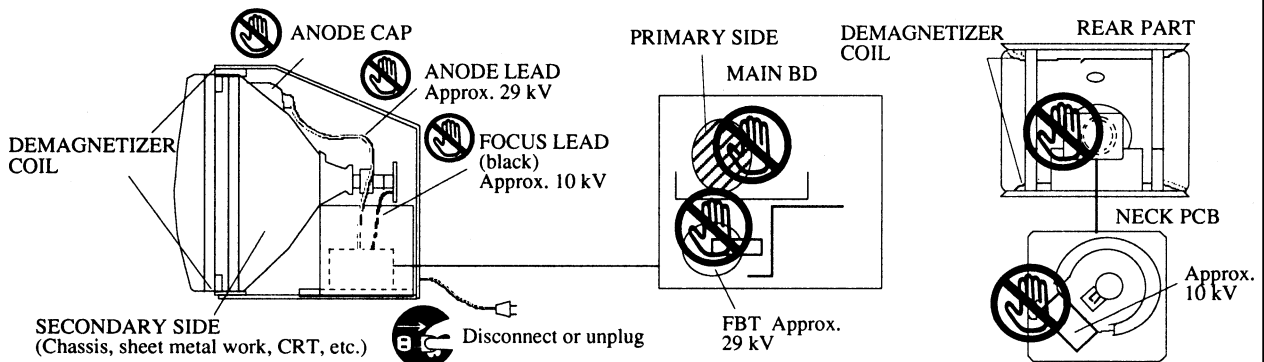 ANODE CAP
ANODE LEAD
Approx. 29 kV
FOCUS LEAD
(black)
Approx. 10 kV
DEMAGNETIZER
COIL
SECONDARY SIDE
(Chassis, sheet metal work, CRT, etc.)
Disconnect or unplug
PRIMARY SIDE
MAIN BD
FBT Approx.
29 kV
DEMAGNETIZER
COIL
REAR PART
NECK PCB
Approx.
10 kV